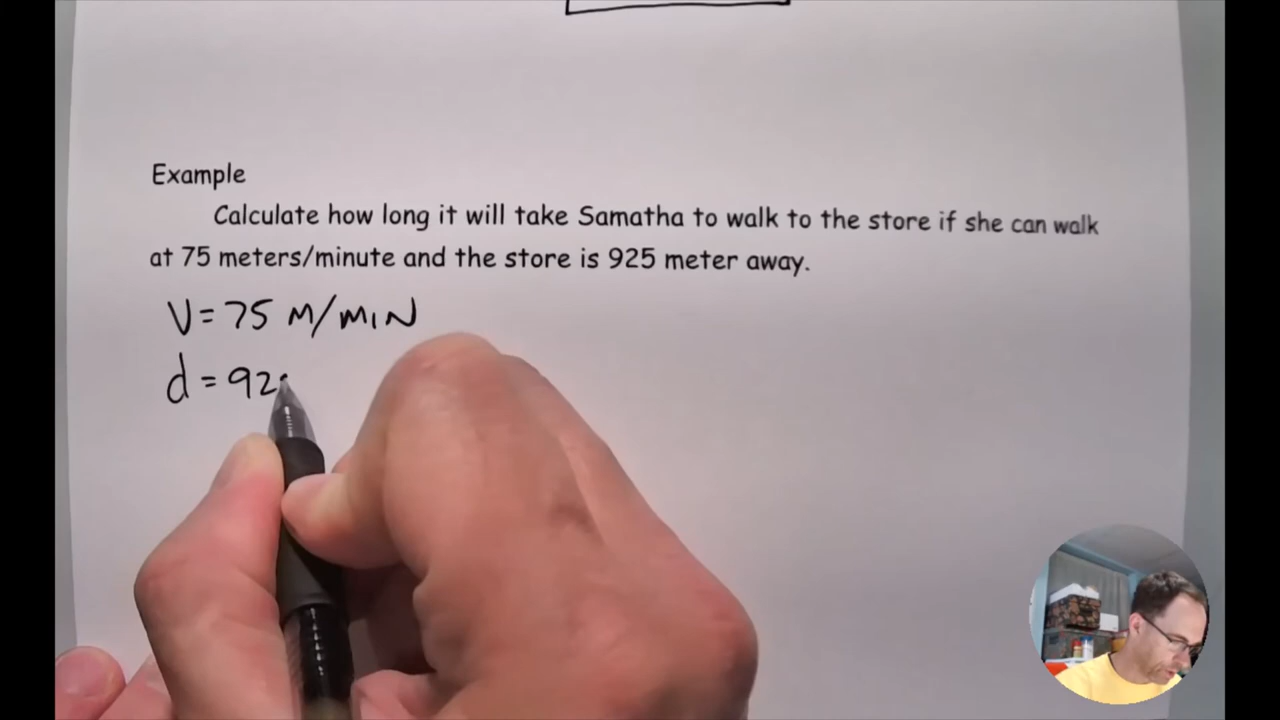 Example
Calculate how long it will take Samatha to walk to the store if she can walk
at 75 meters/minute and the store is 925 meter away.
V = 75 M/MIN
d = 92